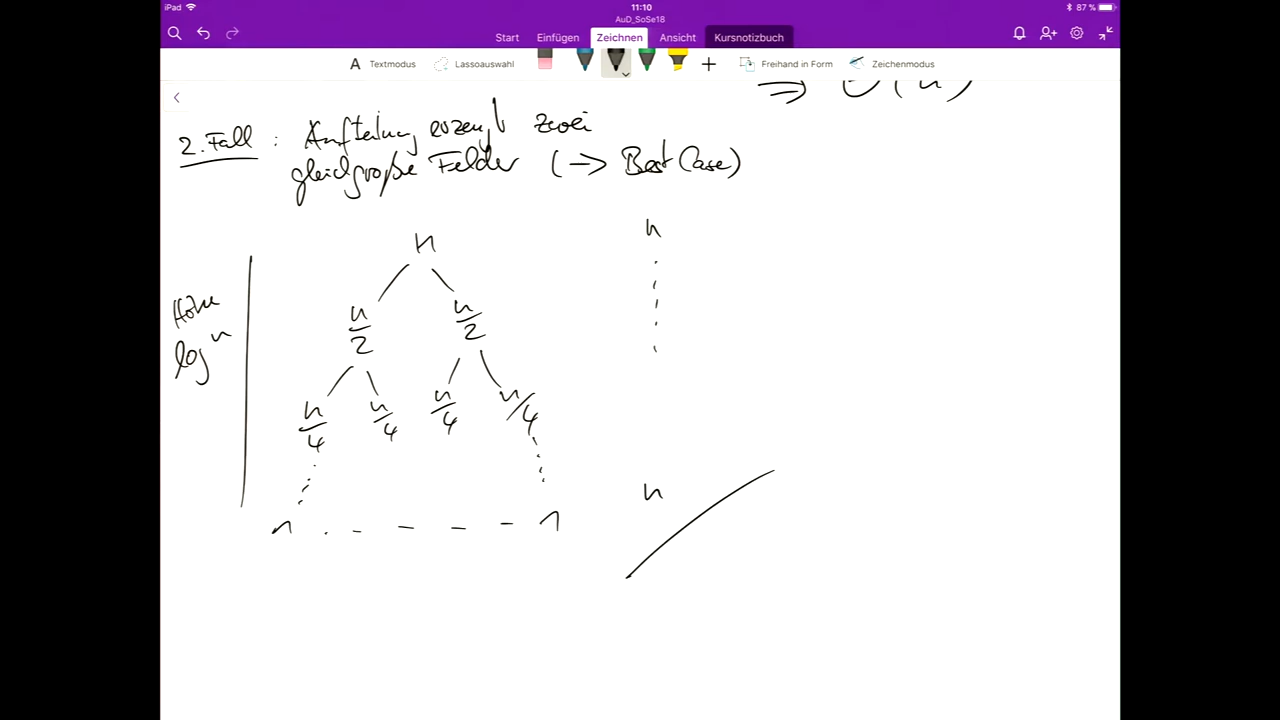 iPad 11:10 87 %
AuD_SoSe18
Start Einfügen Zeichnen Ansicht Kursnotizbuch
A Textmodus Lassoauswahl Freihand in Form Zeichenmodus
⇒ O(n)
2. Fall : Aufteilung erzeugt zwei
gleichgroße Felder (→ Best Case)
n n
Höhe
log n
n/2 n/2
n/4 n/4 n/4 n/4
n
1 . - - - - 1